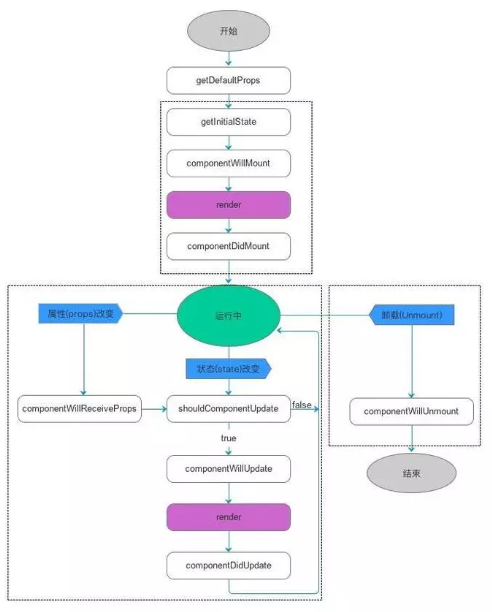 开始
getDefaultProps
getInitialState
componentWillMount
render
componentDidMount
属性(props)改变
运行中
卸载(Unmount)
状态(state)改变
componentWillReceiveProps
shouldComponentUpdate
false
componentWillUnmount
true
componentWillUpdate
结束
render
componentDidUpdate